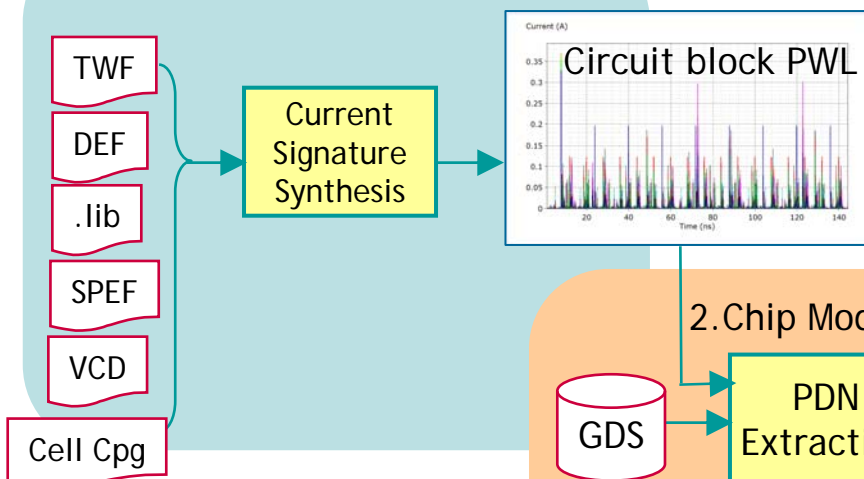 TWF
DEF
.lib
SPEF
VCD
Cell Cpg
Current
Signature
Synthesis
Current (A)
Circuit block PWL
0.35
0.3
0.25
0.2
0.15
0.1
0.05
0
20 40 60 80 100 120 140
Time (ns)
2.Chip Mod
GDS
PDN
Extracti